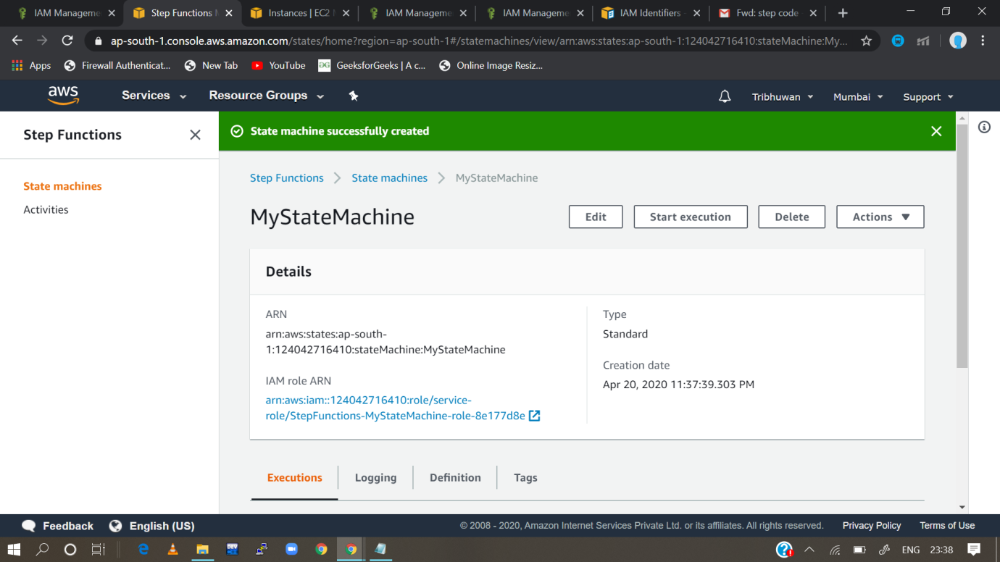 IAM Manageme
Step Functions M
Instances | EC2 M
IAM Manageme
IAM Manageme
IAM Identifiers -
Fwd: step code
ap-south-1.console.aws.amazon.com/states/home?region=ap-south-1#/statemachines/view/arn:aws:states:ap-south-1:124042716410:stateMachine:My...
Apps
Firewall Authenticat...
New Tab
YouTube
GeeksforGeeks | A c...
Online Image Resiz...
aws
Services
Resource Groups
Tribhuwan
Mumbai
Support
Step Functions
State machine successfully created
State machines
Activities
Step Functions
State machines
MyStateMachine
MyStateMachine
Edit
Start execution
Delete
Actions
Details
ARN
arn:aws:states:ap-south-
1:124042716410:stateMachine:MyStateMachine
IAM role ARN
arn:aws:iam::124042716410:role/service-
role/StepFunctions-MyStateMachine-role-8e177d8e
Type
Standard
Creation date
Apr 20, 2020 11:37:39.303 PM
Executions
Logging
Definition
Tags
Feedback
English (US)
© 2008 - 2020, Amazon Internet Services Private Ltd. or its affiliates. All rights reserved.
Privacy Policy
Terms of Use
DEV
ENG
23:38